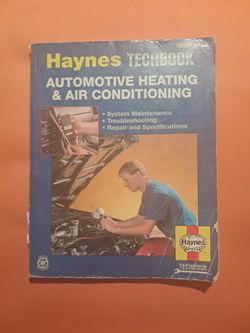 Haynes TECHBOOK
AUTOMOTIVE HEATING
& AIR CONDITIONING
• System Maintenance
• Troubleshooting
• Repair and Specifications
Haynes
TECHBOOK